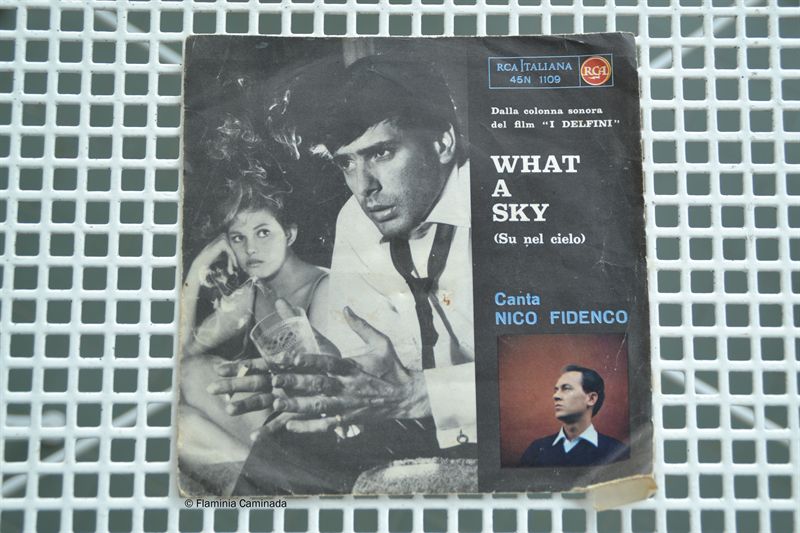 RCA ITALIANA
45N 1109
RCA
Dalla colonna sonora
del film "I DELFINI"
WHAT
A
SKY
(Su nel cielo)
Canta
NICO FIDENCO
© Flaminia Caminada